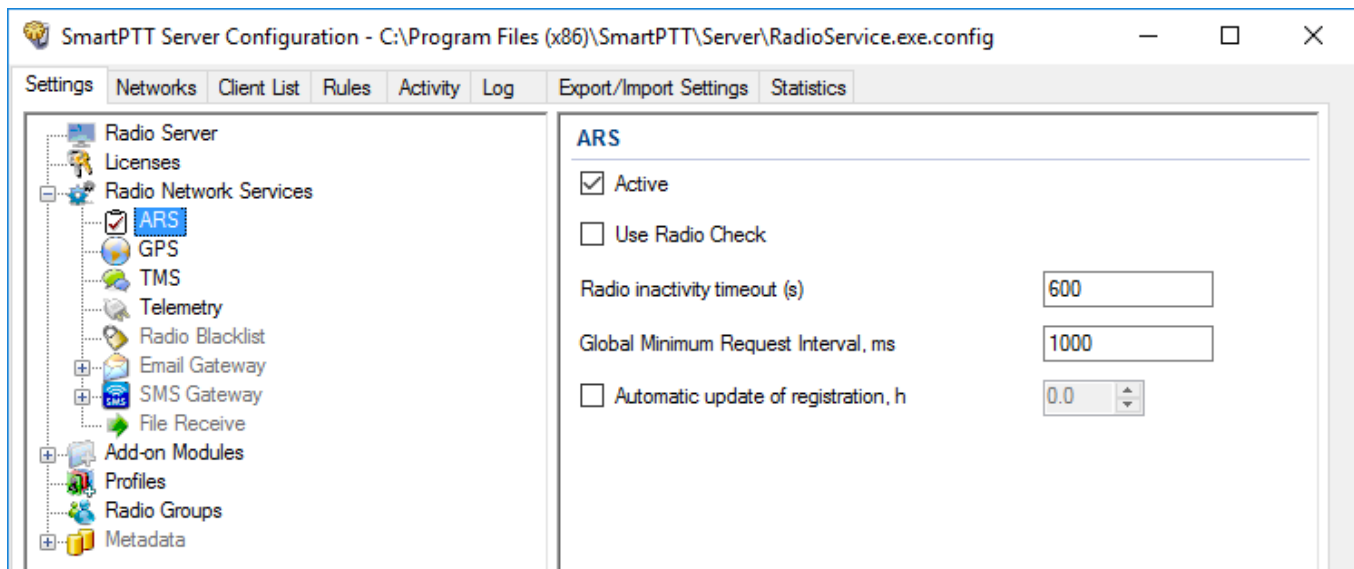 SmartPTT Server Configuration - C:\Program Files (x86)\SmartPTT\Server\RadioService.exe.config
Settings Networks Client List Rules Activity Log Export/Import Settings Statistics
Radio Server
Licenses
Radio Network Services
ARS
GPS
TMS
Telemetry
Radio Blacklist
Email Gateway
SMS
SMS Gateway
File Receive
Add-on Modules
Profiles
Radio Groups
Metadata
ARS
Active
Use Radio Check
Radio inactivity timeout (s) 600
Global Minimum Request Interval, ms 1000
Automatic update of registration, h 0.0